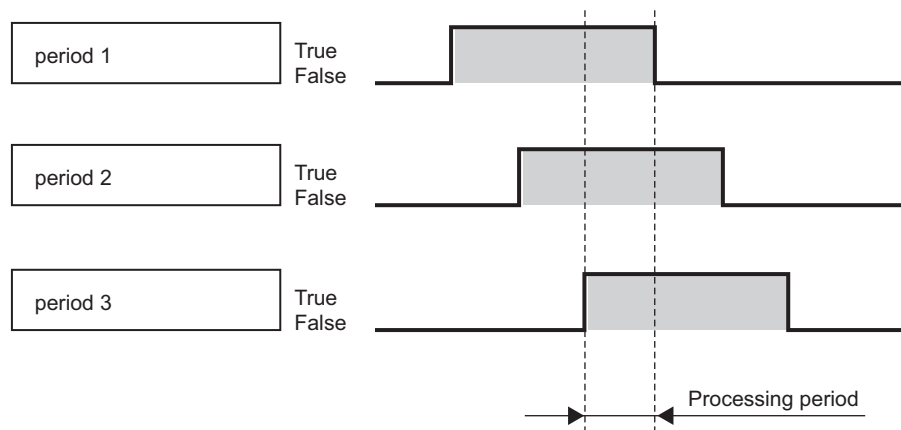 period 1
True
False
period 2
True
False
period 3
True
False
Processing period